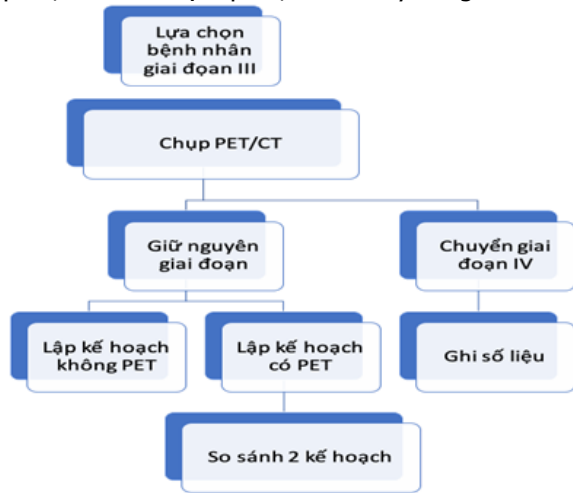 Lựa chọn
bệnh nhân
giai đọan III
Chụp PET/CT
Giữ nguyên
giai đoạn
Chuyển giai
đoạn IV
Lập kế hoạch
không PET
Lập kế hoạch
có PET
Ghi số liệu
So sánh 2 kế hoạch